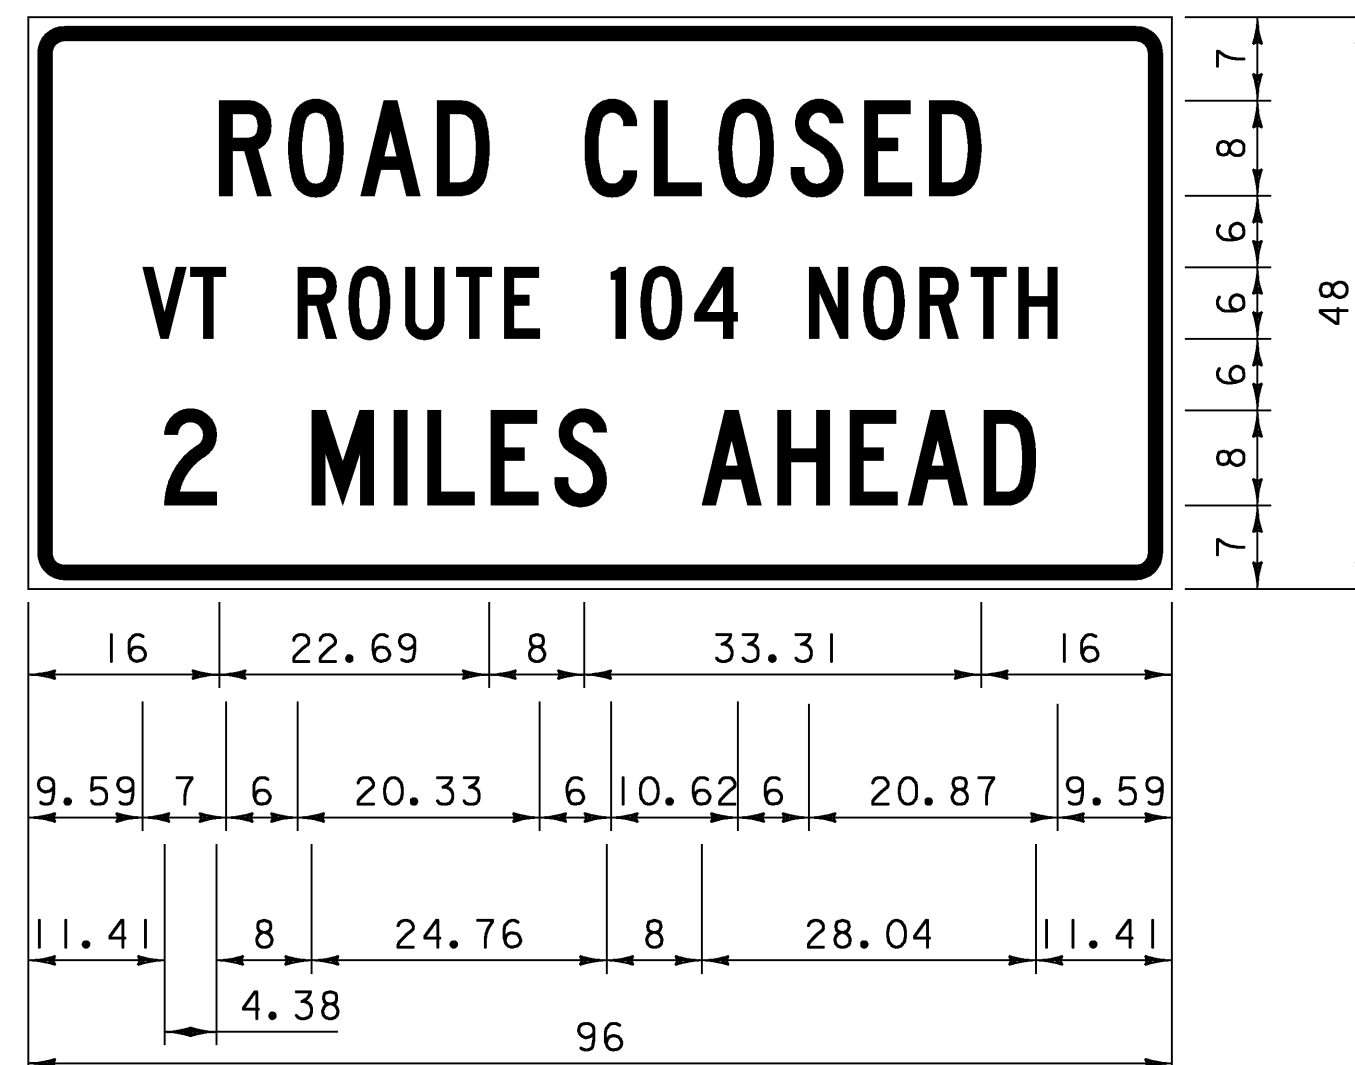 ROAD CLOSED
VT ROUTE 104 NORTH
2 MILES AHEAD
7
8
6
6
6
8
7
48
16 22.69 8 33.31 16
9.59 7 6 20.33 6 10.62 6 20.87 9.59
11.41 8 24.76 8 28.04 11.41
4.38
96